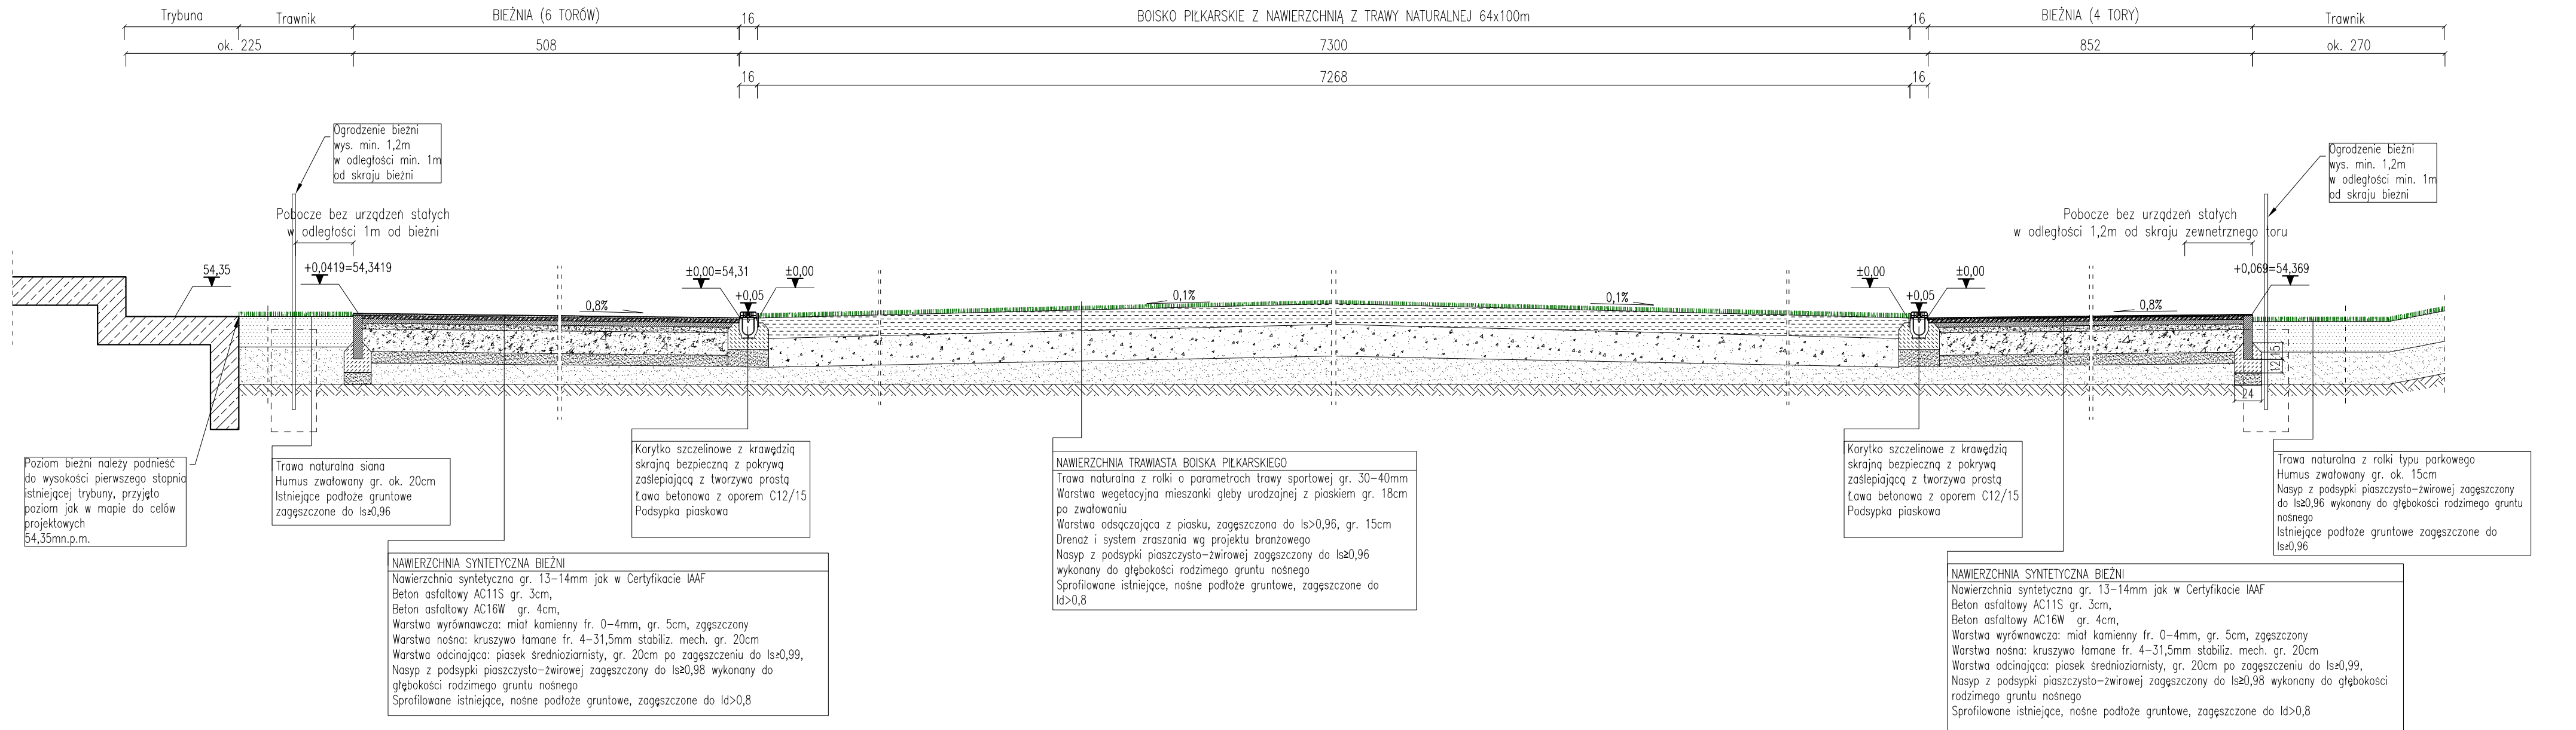 Trybuna
Trawnik
BIEŻNIA (6 TORÓW)
16
BOISKO PIŁKARSKIE Z NAWIERZCHNIĄ Z TRAWY NATURALNEJ 64x100m
16
BIEŻNIA (4 TORY)
Trawnik
ok. 225
508
7300
852
ok. 270
16
7268
16
Ogrodzenie bieżni
wys. min. 1,2m
w odległości min. 1m
od skraju bieżni
Pobocze bez urządzeń stałych
w odległości 1m od bieżni
Ogrodzenie bieżni
wys. min. 1,2m
w odległości min. 1m
od skraju bieżni
Pobocze bez urządzeń stałych
w odległości 1,2m od skraju zewnetrznego toru
54,35
+0,0419=54,3419
±0,00=54,31
±0,00
+0,05
0,8%
0,1%
0,1%
±0,00
±0,00
+0,05
0,8%
+0,069=54,369
15
12
24
Poziom bieżni należy podnieść
do wysokości pierwszego stopnia
istniejącej trybuny, przyjęto
poziom jak w mapie do celów
projektowych
54,35mn.p.m.
Trawa naturalna siana
Humus zwałowany gr. ok. 20cm
Istniejące podłoże gruntowe
zagęszczone do Is≥0,96
Korytko szczelinowe z krawędzią
skrajną bezpieczną z pokrywą
zaślepiającą z tworzywa prostą
Ława betonowa z oporem C12/15
Podsypka piaskowa
NAWIERZCHNIA SYNTETYCZNA BIEŻNI
Nawierzchnia syntetyczna gr. 13-14mm jak w Certyfikacie IAAF
Beton asfaltowy AC11S gr. 3cm,
Beton asfaltowy AC16W gr. 4cm,
Warstwa wyrównawcza: miał kamienny fr. 0-4mm, gr. 5cm, zgęszczony
Warstwa nośna: kruszywo łamane fr. 4-31,5mm stabiliz. mech. gr. 20cm
Warstwa odcinająca: piasek średnioziarnisty, gr. 20cm po zagęszczeniu do Is≥0,99,
Nasyp z podsypki piaszczysto-żwirowej zagęszczony do Is≥0,98 wykonany do
głębokości rodzimego gruntu nośnego
Sprofilowane istniejące, nośne podłoże gruntowe, zagęszczone do Id>0,8
NAWIERZCHNIA TRAWIASTA BOISKA PIŁKARSKIEGO
Trawa naturalna z rolki o parametrach trawy sportowej gr. 30-40mm
Warstwa wegetacyjna mieszanki gleby urodzajnej z piaskiem gr. 18cm
po zwałowaniu
Warstwa odsączająca z piasku, zagęszczona do Is>0,96, gr. 15cm
Drenaż i system zraszania wg projektu branżowego
Nasyp z podsypki piaszczysto-żwirowej zagęszczony do Is≥0,96
wykonany do głębokości rodzimego gruntu nośnego
Sprofilowane istniejące, nośne podłoże gruntowe, zagęszczone do
Id>0,8
Korytko szczelinowe z krawędzią
skrajną bezpieczną z pokrywą
zaślepiającą z tworzywa prostą
Ława betonowa z oporem C12/15
Podsypka piaskowa
Trawa naturalna z rolki typu parkowego
Humus zwałowany gr. ok. 15cm
Nasyp z podsypki piaszczysto-żwirowej zagęszczony
do Is≥0,96 wykonany do głębokości rodzimego gruntu
nośnego
Istniejące podłoże gruntowe zagęszczone do
Is≥0,96
NAWIERZCHNIA SYNTETYCZNA BIEŻNI
Nawierzchnia syntetyczna gr. 13-14mm jak w Certyfikacie IAAF
Beton asfaltowy AC11S gr. 3cm,
Beton asfaltowy AC16W gr. 4cm,
Warstwa wyrównawcza: miał kamienny fr. 0-4mm, gr. 5cm, zgęszczony
Warstwa nośna: kruszywo łamane fr. 4-31,5mm stabiliz. mech. gr. 20cm
Warstwa odcinająca: piasek średnioziarnisty, gr. 20cm po zagęszczeniu do Is≥0,99,
Nasyp z podsypki piaszczysto-żwirowej zagęszczony do Is≥0,98 wykonany do głębokości
rodzimego gruntu nośnego
Sprofilowane istniejące, nośne podłoże gruntowe, zagęszczone do Id>0,8